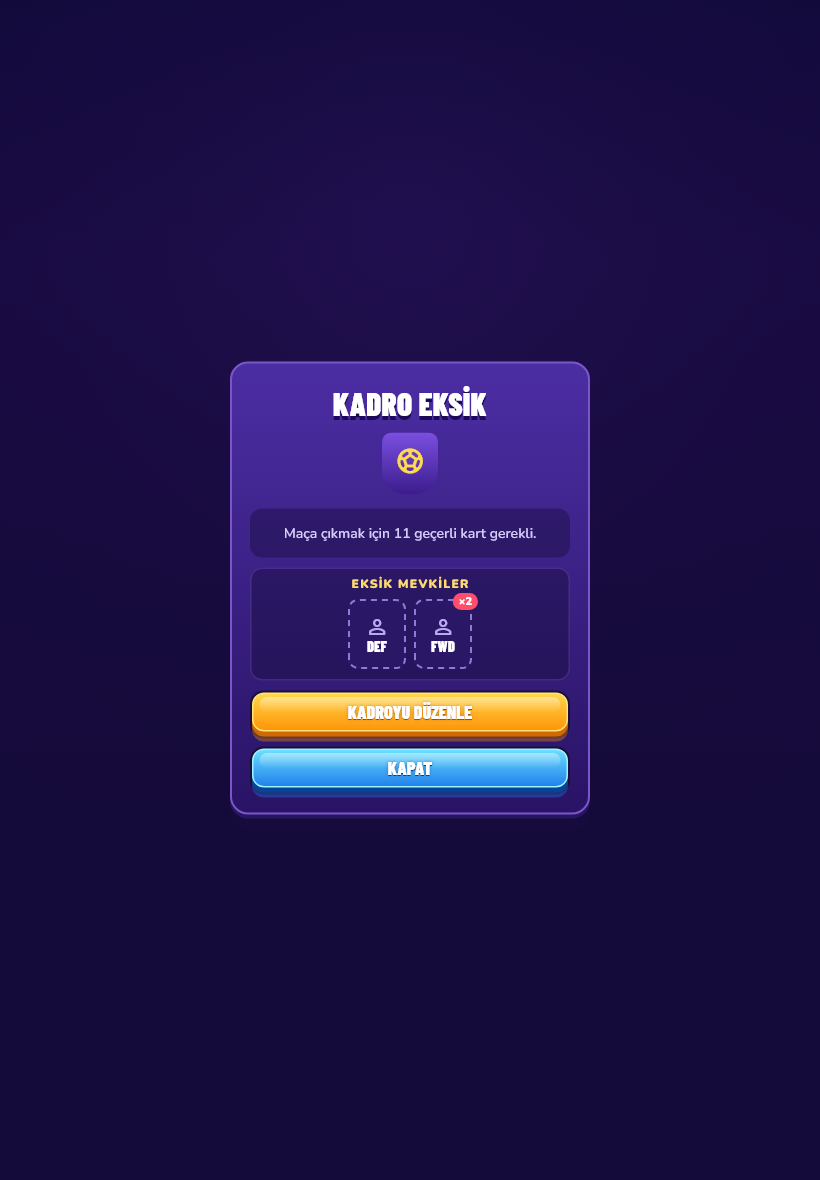 KADRO EKSİK
Maça çıkmak için 11 geçerli kart gerekli.
EKSİK MEVKİLER
×2
DEF
FWD
KADROYU DÜZENLE
KAPAT